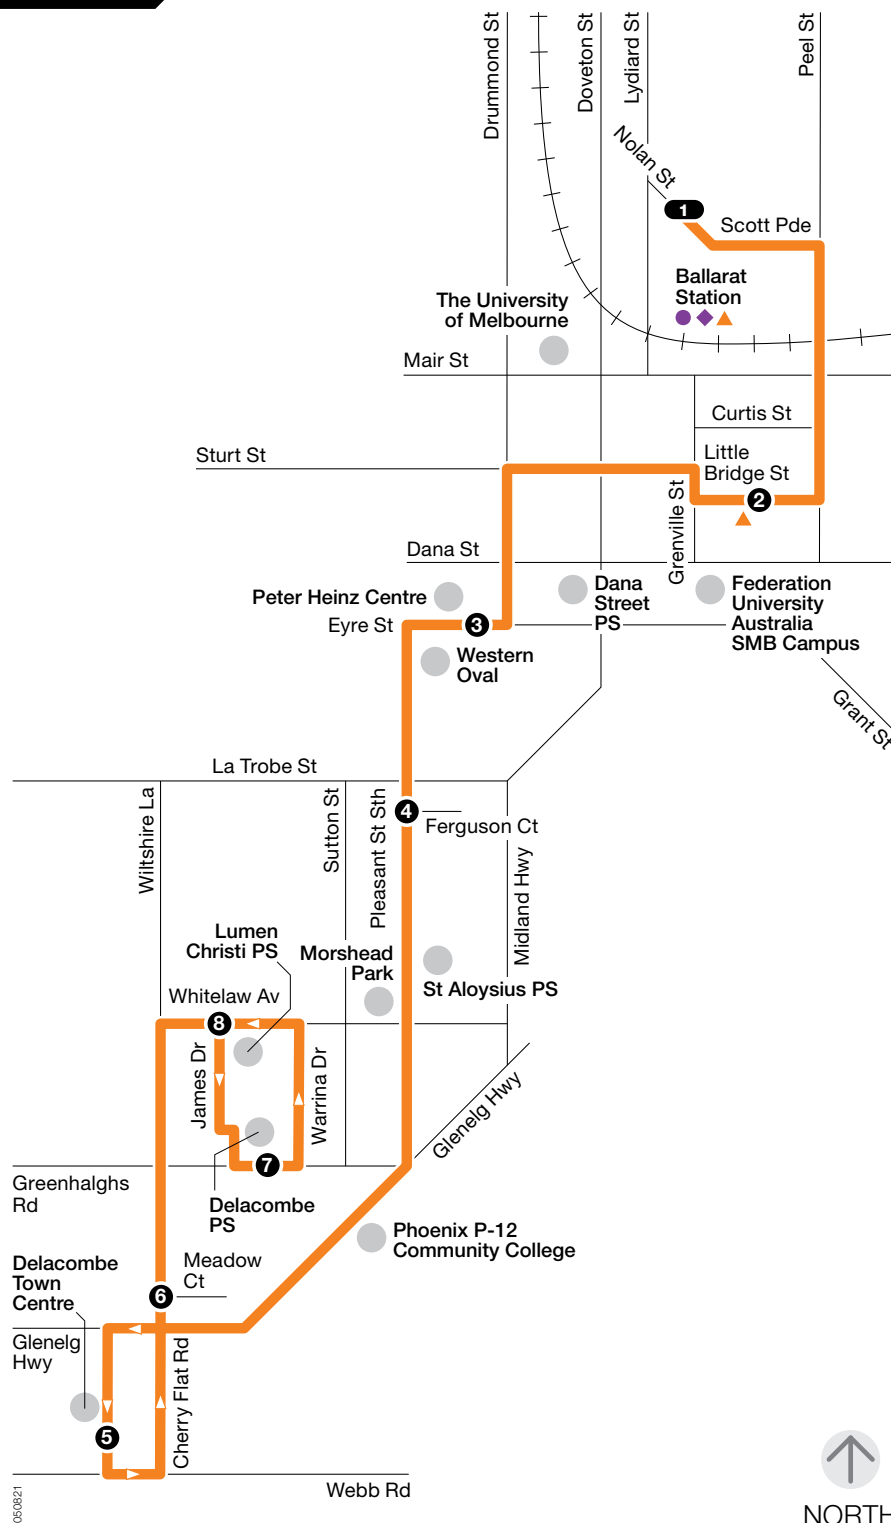 Drummond St
Doveton St
Lydiard St
Peel St
Nolan St
1
Scott Pde
Ballarat
Station
The University
of Melbourne
Mair St
Curtis St
Sturt St
Little
Bridge St
2
Grenville St
Dana St
Peter Heinz Centre
Dana
Street
PS
Federation
University
Australia
SMB Campus
Eyre St
3
Western
Oval
Grant St
La Trobe St
Wiltshire La
Sutton St
Pleasant St Sth
4
Ferguson Ct
Midland Hwy
Lumen
Christi PS
Morshead
Park
St Aloysius PS
Whitelaw Av
8
James Dr
Warrina Dr
Glenelg Hwy
7
Greenhalghs
Rd
Delacombe
PS
Phoenix P-12
Community College
Meadow
Ct
Delacombe
Town
Centre
6
Glenelg
Hwy
Cherry Flat Rd
5
Webb Rd
050821
NORTH